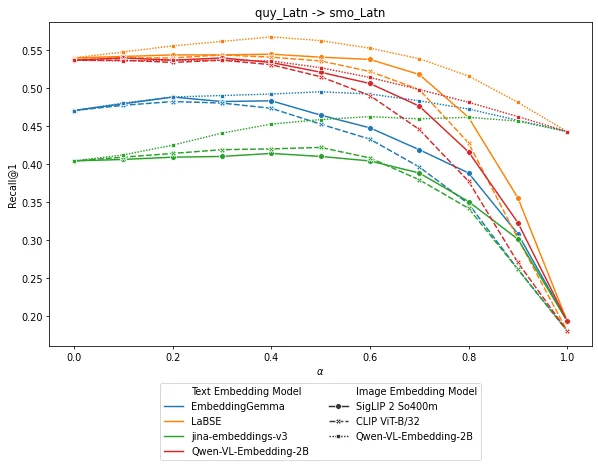 quy_Latn -> smo_Latn
0.55
0.50
0.45
0.40
0.35
0.30
0.25
0.20
Recall@1
0.0 0.2 0.4 0.6 0.8 1.0
α
Text Embedding Model
EmbeddingGemma
LaBSE
jina-embeddings-v3
Qwen-VL-Embedding-2B
Image Embedding Model
SigLIP 2 So400m
CLIP ViT-B/32
Qwen-VL-Embedding-2B